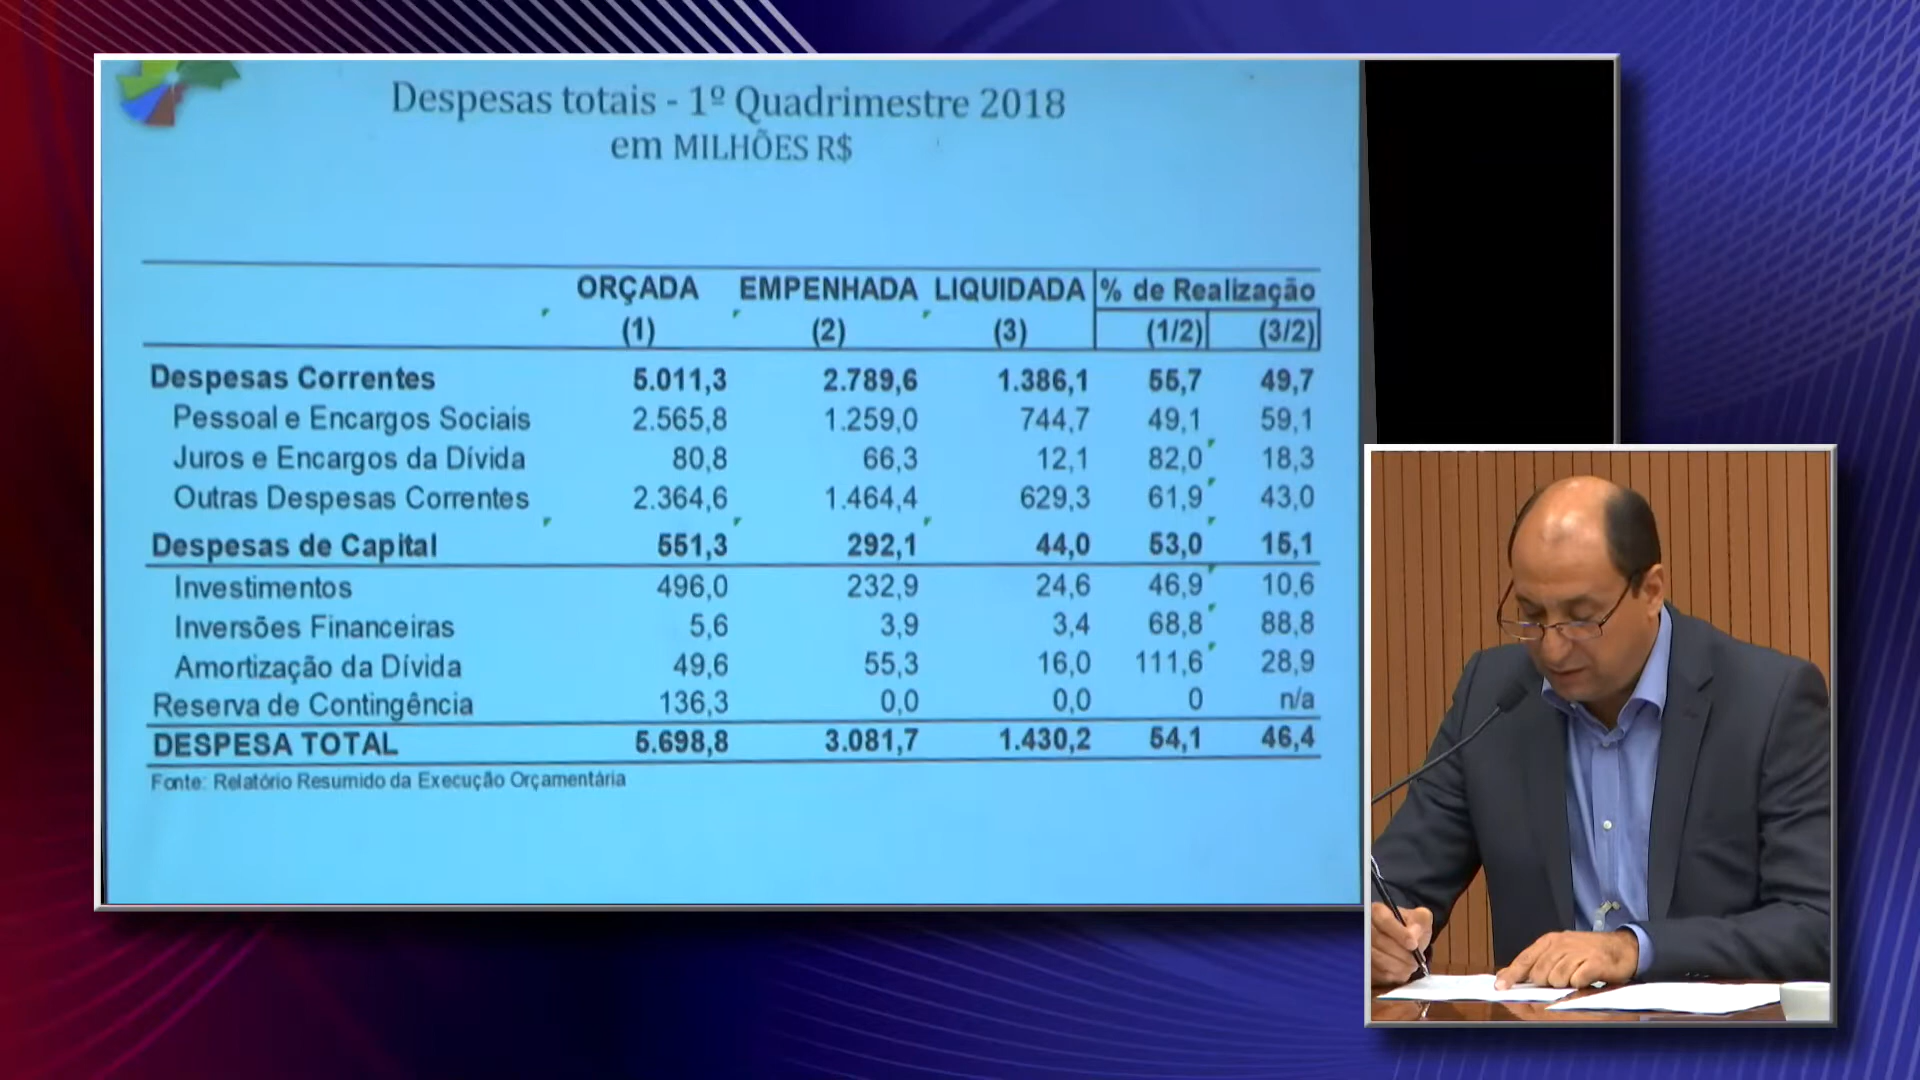 Despesas totais - 1º Quadrimestre 2018
em MILHÕES R$
ORÇADA EMPENHADA LIQUIDADA % de Realização
(1) (2) (3) (1/2) (3/2)
Despesas Correntes 5.011,3 2.789,6 1.386,1 55,7 49,7
Pessoal e Encargos Sociais 2.565,8 1.259,0 744,7 49,1 59,1
Juros e Encargos da Dívida 80,8 66,3 12,1 82,0 18,3
Outras Despesas Correntes 2.364,6 1.464,4 629,3 61,9 43,0
Despesas de Capital 551,3 292,1 44,0 53,0 15,1
Investimentos 496,0 232,9 24,6 46,9 10,6
Inversões Financeiras 5,6 3,9 3,4 68,8 88,8
Amortização da Dívida 49,6 55,3 16,0 111,6 28,9
Reserva de Contingência 136,3 0,0 0,0 0 n/a
DESPESA TOTAL 5.698,8 3.081,7 1.430,2 54,1 46,4
Fonte: Relatório Resumido da Execução Orçamentária